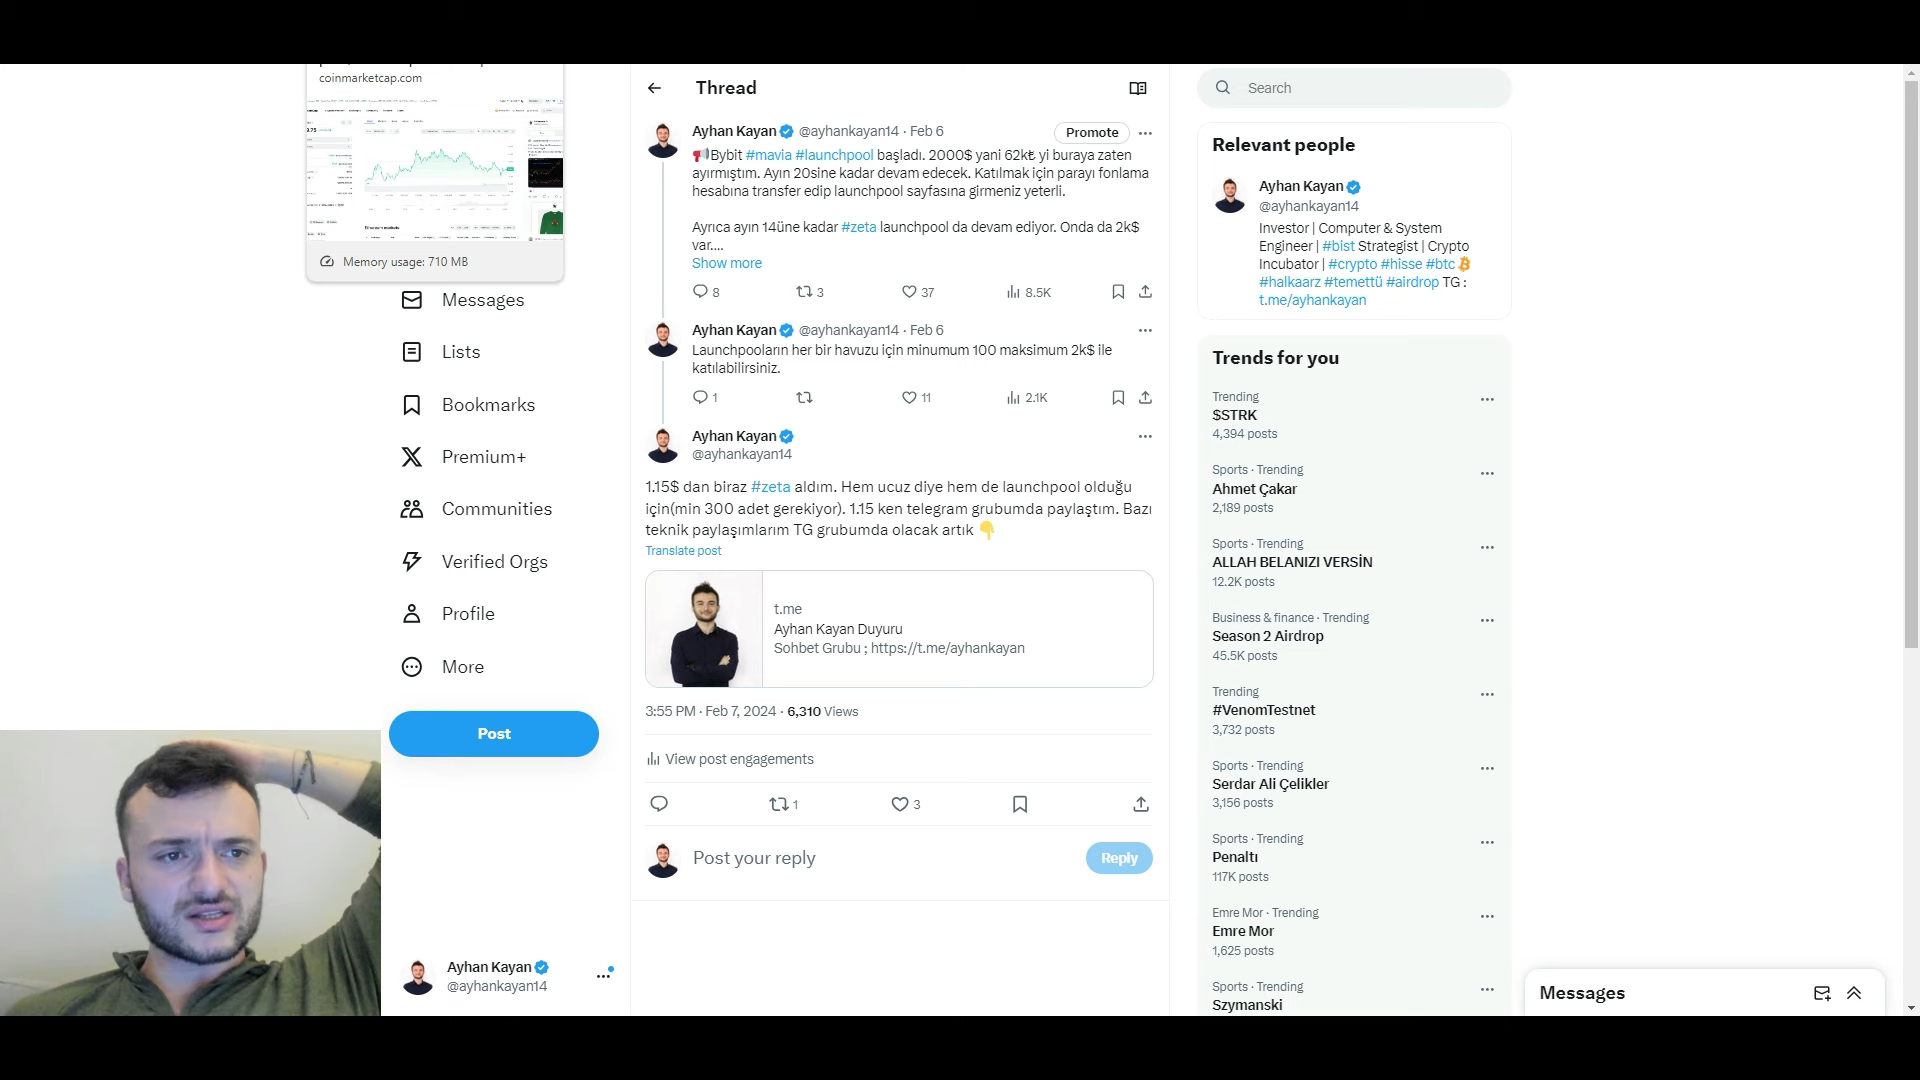 coinmarketcap.com
Memory usage: 710 MB
Messages
Lists
Bookmarks
Premium+
Communities
Verified Orgs
Profile
More
Post
Ayhan Kayan
@ayhankayan14
Thread
Ayhan Kayan @ayhankayan14 · Feb 6
Promote
📢Bybit #mavia #launchpool başladı. 2000$ yani 62k₺ yi buraya zaten
ayırmıştım. Ayın 20sine kadar devam edecek. Katılmak için parayı fonlama
hesabına transfer edip launchpool sayfasına girmeniz yeterli.
Ayrıca ayın 14üne kadar #zeta launchpool da devam ediyor. Onda da 2k$
var....
Show more
8
3
37
8.5K
Ayhan Kayan @ayhankayan14 · Feb 6
Launchpooların her bir havuzu için minumum 100 maksimum 2k$ ile
katılabilirsiniz.
1
11
2.1K
Ayhan Kayan
@ayhankayan14
1.15$ dan biraz #zeta aldım. Hem ucuz diye hem de launchpool olduğu
için(min 300 adet gerekiyor). 1.15 ken telegram grubumda paylaştım. Bazı
teknik paylaşımlarım TG grubumda olacak artık 👇
Translate post
t.me
Ayhan Kayan Duyuru
Sohbet Grubu ; https://t.me/ayhankayan
3:55 PM · Feb 7, 2024 · 6,310 Views
View post engagements
1
3
Post your reply
Reply
Search
Relevant people
Ayhan Kayan
@ayhankayan14
Investor | Computer & System
Engineer | #bist Strategist | Crypto
Incubator | #crypto #hisse #btc
#halkaarz #temettü #airdrop TG :
t.me/ayhankayan
Trends for you
Trending
$STRK
4,394 posts
Sports · Trending
Ahmet Çakar
2,189 posts
Sports · Trending
ALLAH BELANIZI VERSİN
12.2K posts
Business & finance · Trending
Season 2 Airdrop
45.5K posts
Trending
#VenomTestnet
3,732 posts
Sports · Trending
Serdar Ali Çelikler
3,156 posts
Sports · Trending
Penaltı
117K posts
Emre Mor · Trending
Emre Mor
1,625 posts
Sports · Trending
Szymanski
Messages